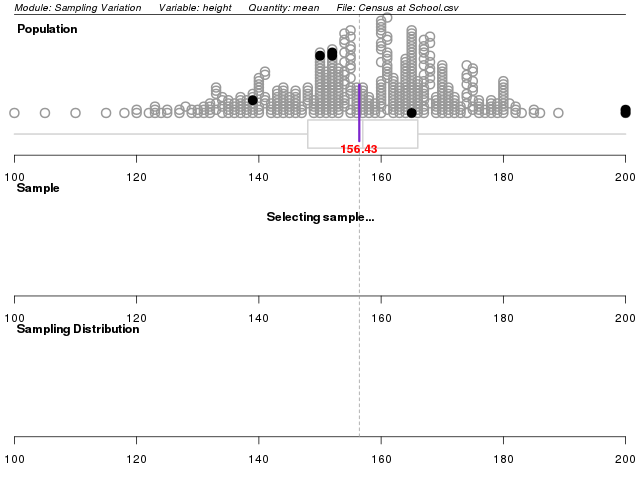 Module: Sampling Variation Variable: height Quantity: mean File: Census at School.csv
Population
156.43
100 120 140 160 180 200
Sample
Selecting sample...
100 120 140 160 180 200
Sampling Distribution
100 120 140 160 180 200